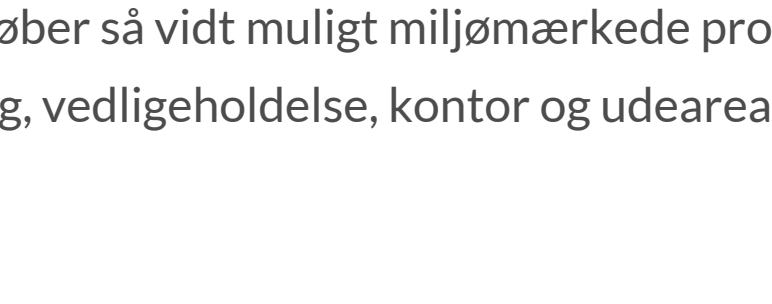 øber så vidt muligt miljømærkede pro
g, vedligeholdelse, kontor og udearea